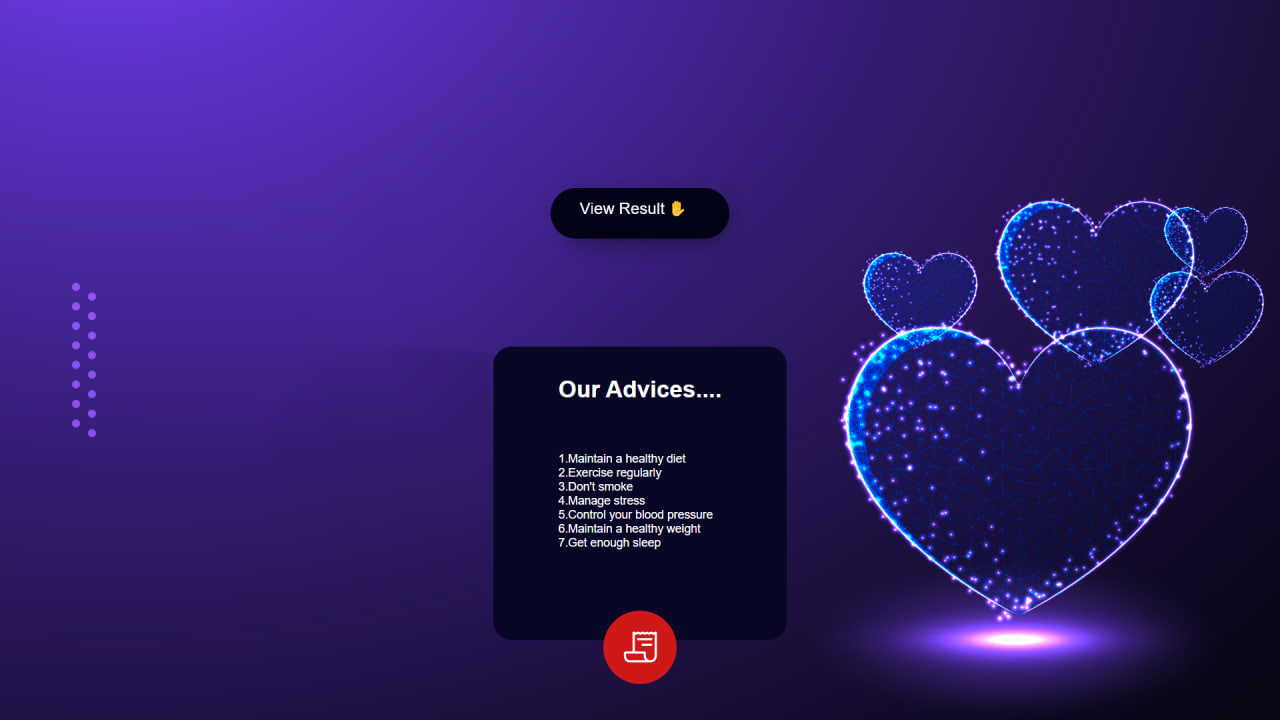 View Result ✋
Our Advices....
1.Maintain a healthy diet
2.Exercise regularly
3.Don't smoke
4.Manage stress
5.Control your blood pressure
6.Maintain a healthy weight
7.Get enough sleep